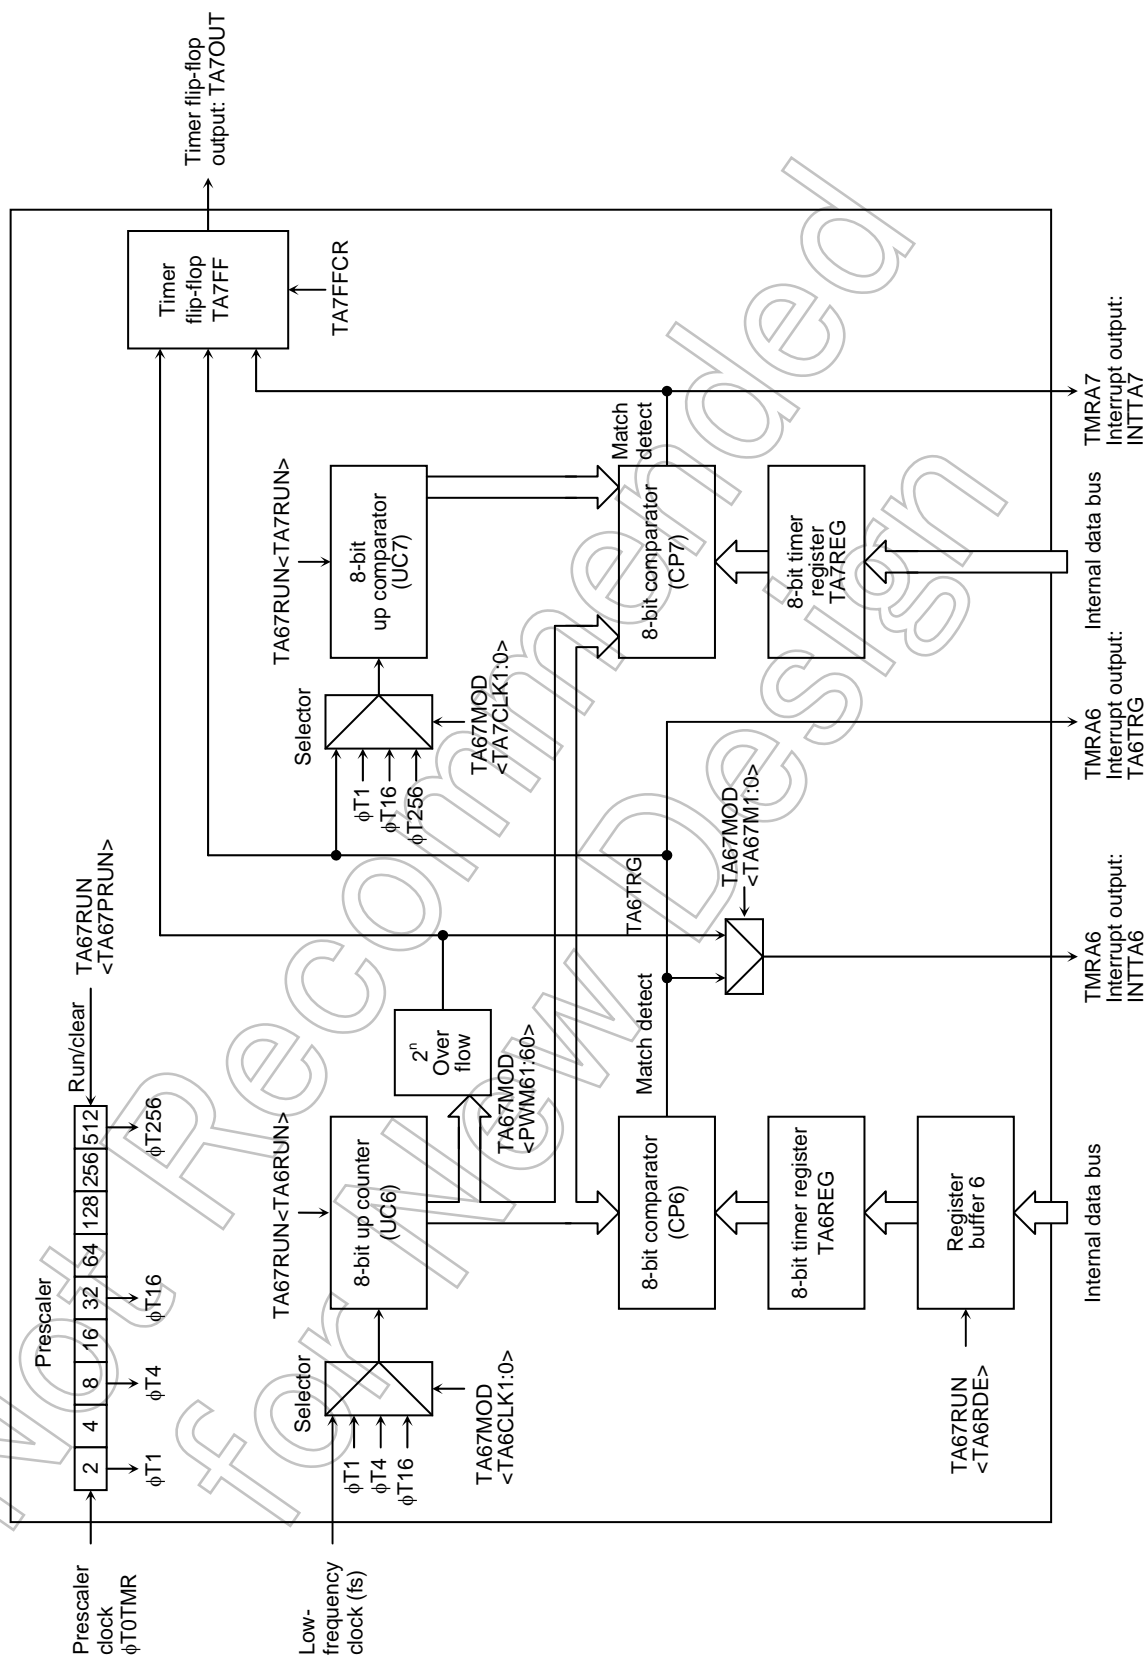 Prescaler
Prescaler
clock
φT0TMR
2 4 8 16 32 64 128 256 512
Run/clear
TA67RUN
<TA67PRUN>
φT1
φT4
φT16
φT256
Timer
flip-flop
TA7FF
Timer flip-flop
output: TA7OUT
TA7FFCR
Low-
frequency
clock (fs)
Selector
φT1
φT4
φT16
TA67MOD
<TA6CLK1:0>
TA67RUN<TA6RUN>
8-bit up counter
(UC6)
2n
Over
flow
TA67MOD
<PWM61:60>
Selector
φT1
φT16
φT256
TA67MOD
<TA7CLK1:0>
TA67RUN<TA7RUN>
8-bit
up comparator
(UC7)
8-bit comparator
(CP6)
Match detect
TA6TRG
8-bit comparator
(CP7)
Match
detect
8-bit timer register
TA6REG
TA67MOD
<TA67M1:0>
8-bit timer
register
TA7REG
Register
buffer 6
TA67RUN
<TA6RDE>
Internal data bus
TMRA6
Interrupt output:
INTTA6
TMRA6
Interrupt output:
TA6TRG
Internal data bus
TMRA7
Interrupt output:
INTTA7
Not Recommended
for New Design